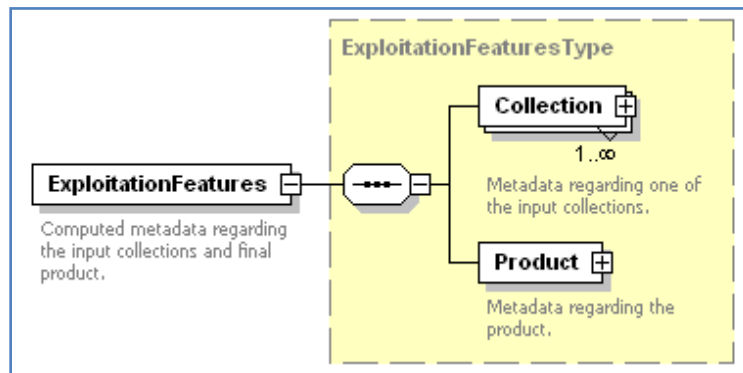 ExploitationFeaturesType
Collection
1..∞
Metadata regarding one of
the input collections.
ExploitationFeatures
Computed metadata regarding
the input collections and final
product.
Product
Metadata regarding the
product.